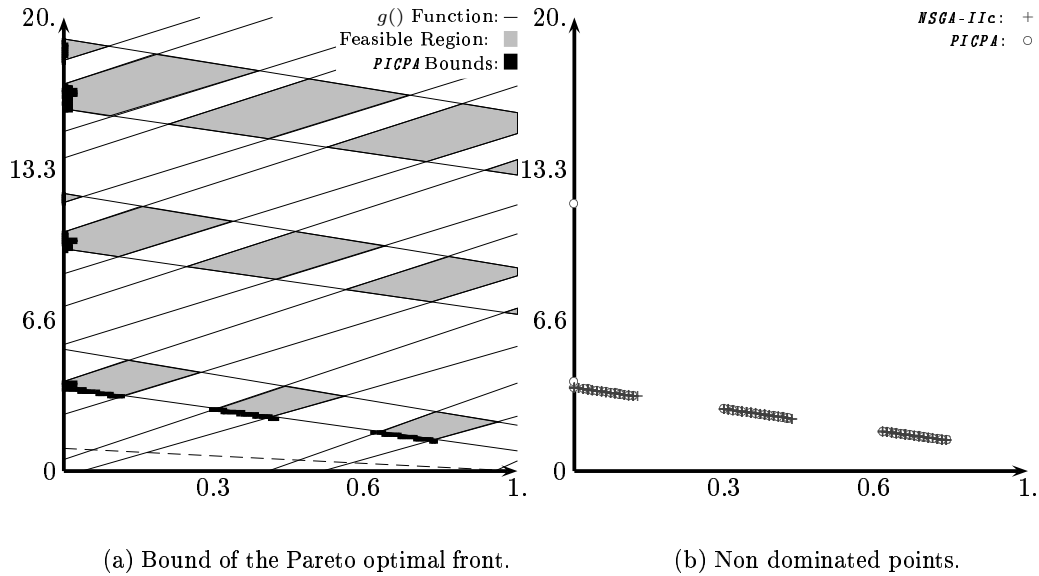 20.
13.3
6.6
0
0.3
0.6
1.
g() Function: –
Feasible Region:
PICPA Bounds:
(a) Bound of the Pareto optimal front.
20.
13.3
6.6
0
0.3
0.6
1.
NSGA-IIc: +
PICPA: ○
(b) Non dominated points.